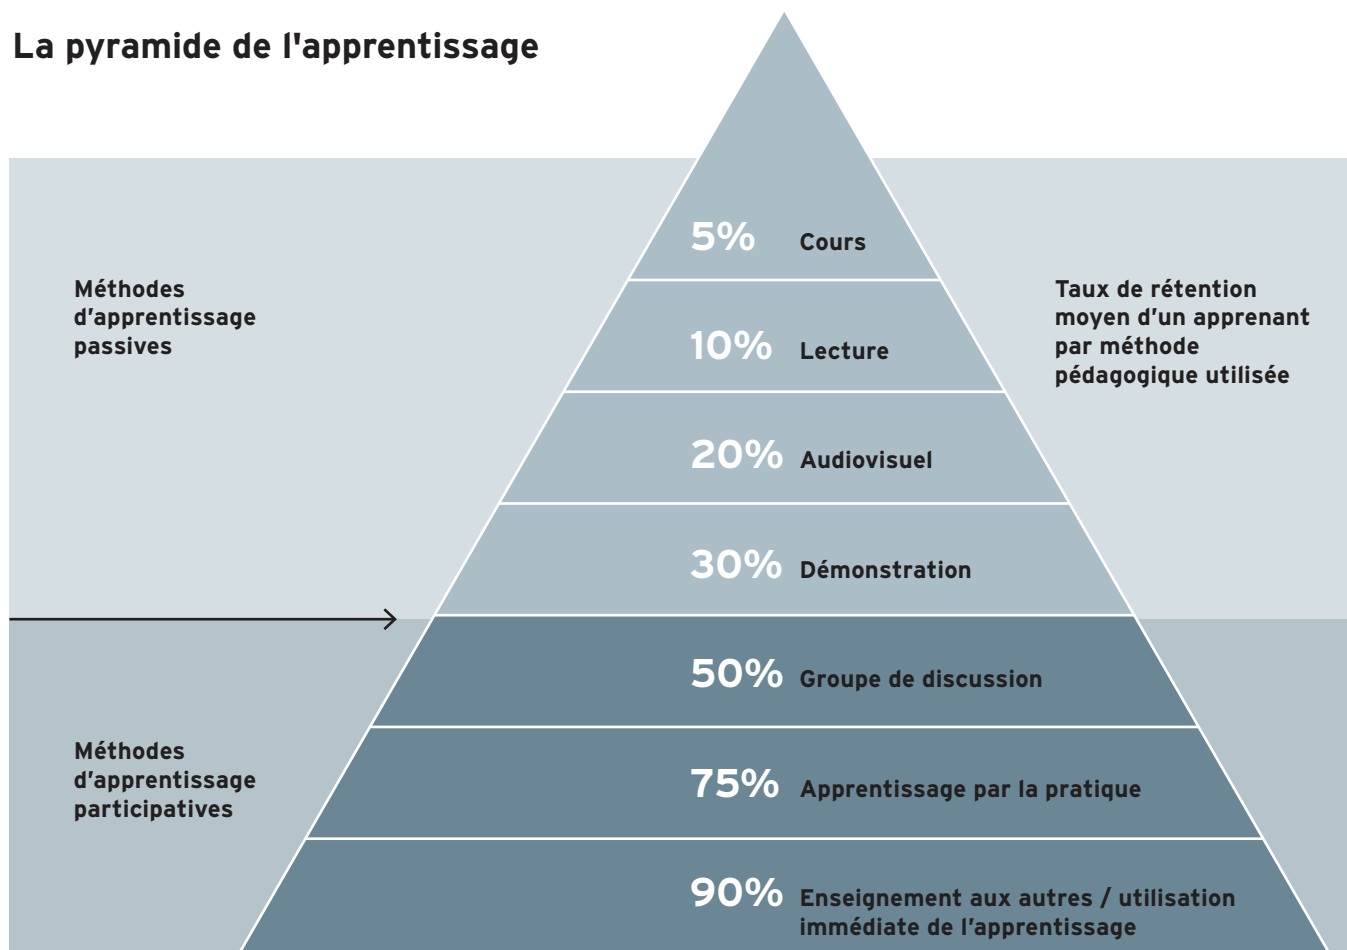 La pyramide de l'apprentissage
5% Cours
Méthodes
d’apprentissage
passives
Taux de rétention
moyen d’un apprenant
par méthode
pédagogique utilisée
10% Lecture
20% Audiovisuel
30% Démonstration
50% Groupe de discussion
Méthodes
d’apprentissage
participatives
75% Apprentissage par la pratique
90% Enseignement aux autres / utilisation
immédiate de l’apprentissage